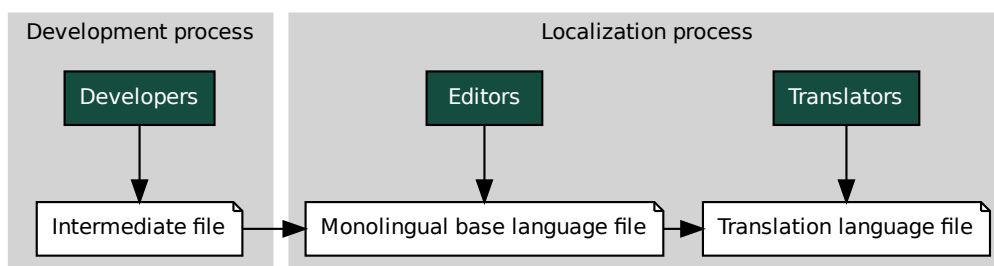 Development process
Localization process
Developers
Editors
Translators
Intermediate file
Monolingual base language file
Translation language file